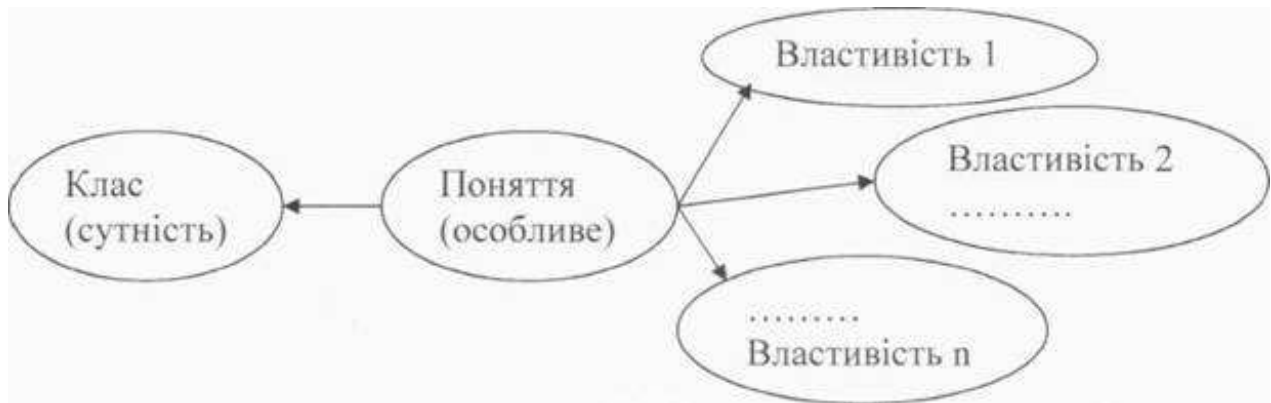 Властивість 1
Властивість 2
..........
Клас
(сутність)
Поняття
(особливе)
.........
Властивість n